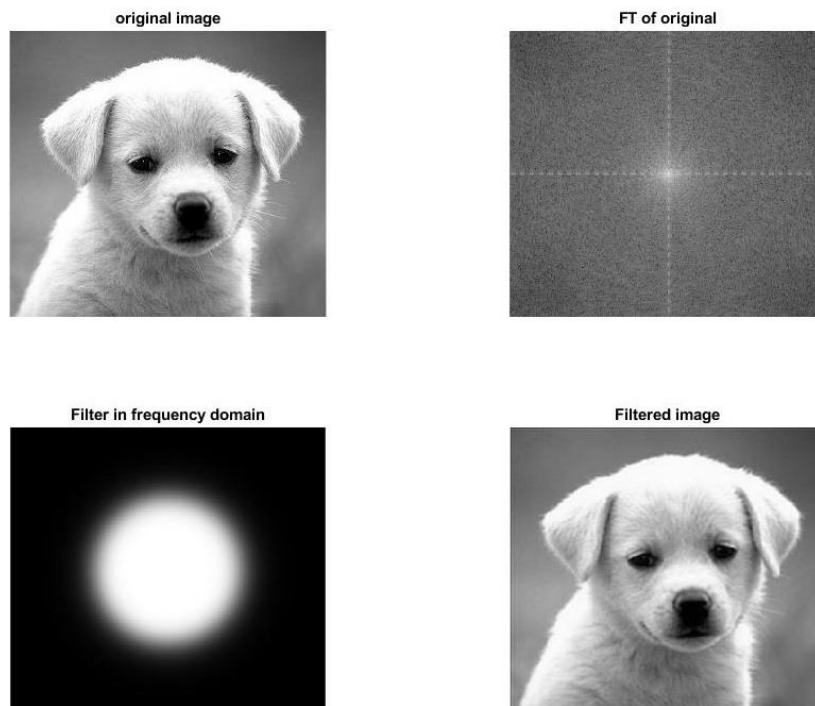 original image
FT of original
Filter in frequency domain
Filtered image